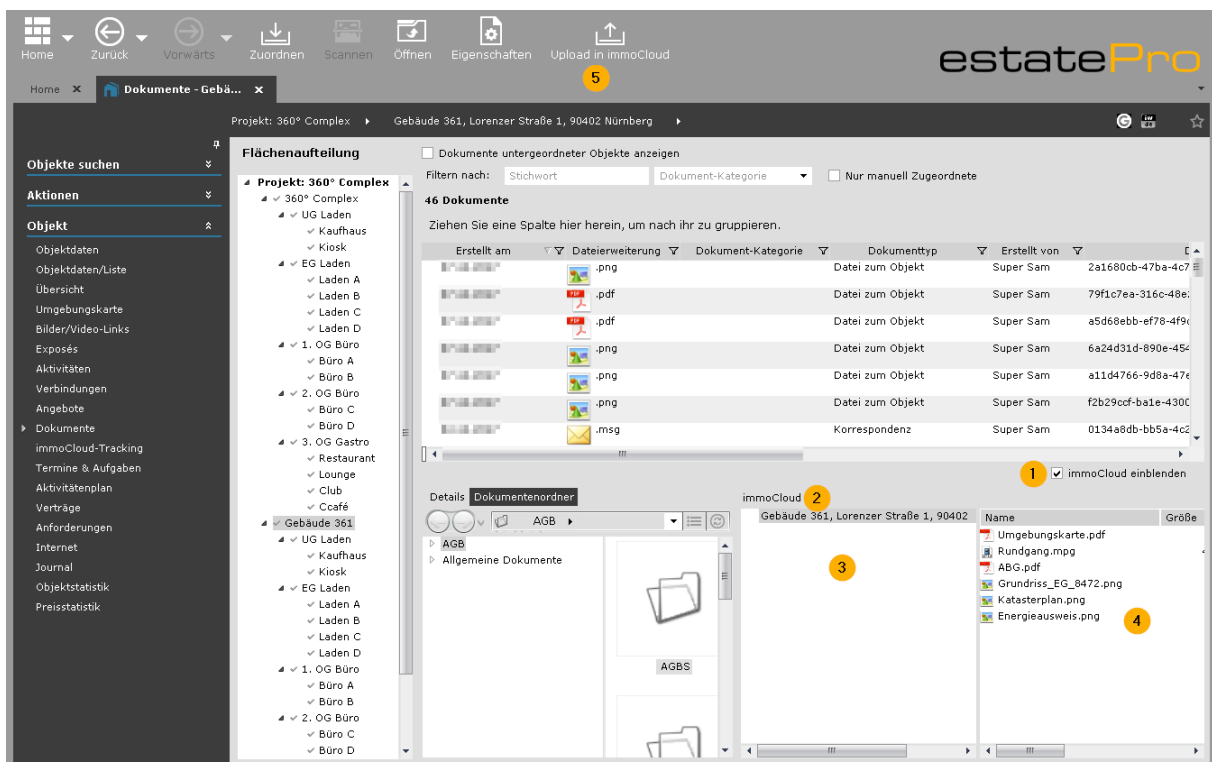 Home
Zurück
Vorwärts
Zuordnen
Scannen
Öffnen
Eigenschaften
Upload in immoCloud
5
estatePro
Home x
Dokumente - Gebä... x
Projekt: 360° Complex
Gebäude 361, Lorenzer Straße 1, 90402 Nürnberg
Objekte suchen
Aktionen
Objekt
Objektdaten
Objektdaten/Liste
Übersicht
Umgebungskarte
Bilder/Video-Links
Exposés
Aktivitäten
Verbindungen
Angebote
Dokumente
immoCloud-Tracking
Termine & Aufgaben
Aktivitätenplan
Verträge
Anforderungen
Internet
Journal
Objektstatistik
Preisstatistik
Flächenaufteilung
Projekt: 360° Complex
360° Complex
UG Laden
Kaufhaus
Kiosk
EG Laden
Laden A
Laden B
Laden C
Laden D
1. OG Büro
Büro A
Büro B
2. OG Büro
Büro C
Büro D
3. OG Gastro
Restaurant
Lounge
Club
Ccafé
Gebäude 361
UG Laden
Kaufhaus
Kiosk
EG Laden
Laden A
Laden B
Laden C
Laden D
1. OG Büro
Büro A
Büro B
2. OG Büro
Büro C
Büro D
Dokumente untergeordneter Objekte anzeigen
Filtern nach: Stichwort Dokument-Kategorie Nur manuell Zugeordnete
46 Dokumente
Ziehen Sie eine Spalte hier herein, um nach ihr zu gruppieren.
Erstellt am Dateierweiterung Dokument-Kategorie Dokumenttyp Erstellt von
.png Datei zum Objekt Super Sam 2a1680cb-47ba-4c7
.pdf Datei zum Objekt Super Sam 79f1c7ea-316c-48e
.pdf Datei zum Objekt Super Sam a5d68ebb-ef78-4f9
.png Datei zum Objekt Super Sam 6a24d31d-890e-454
.png Datei zum Objekt Super Sam a11d4766-9d8a-47e
.png Datei zum Objekt Super Sam f2b29ccf-ba1e-430
.msg Korrespondenz Super Sam 0134a8db-bb5a-4c2
1 immoCloud einblenden
Details Dokumentenordner
AGB
AGB
Allgemeine Dokumente
AGBS
immoCloud 2
Gebäude 361, Lorenzer Straße 1, 90402
3
Name Größe
Umgebungskarte.pdf
Rundgang.mpg
ABG.pdf
Grundriss_EG_8472.png
Katasterplan.png
Energieausweis.png
4